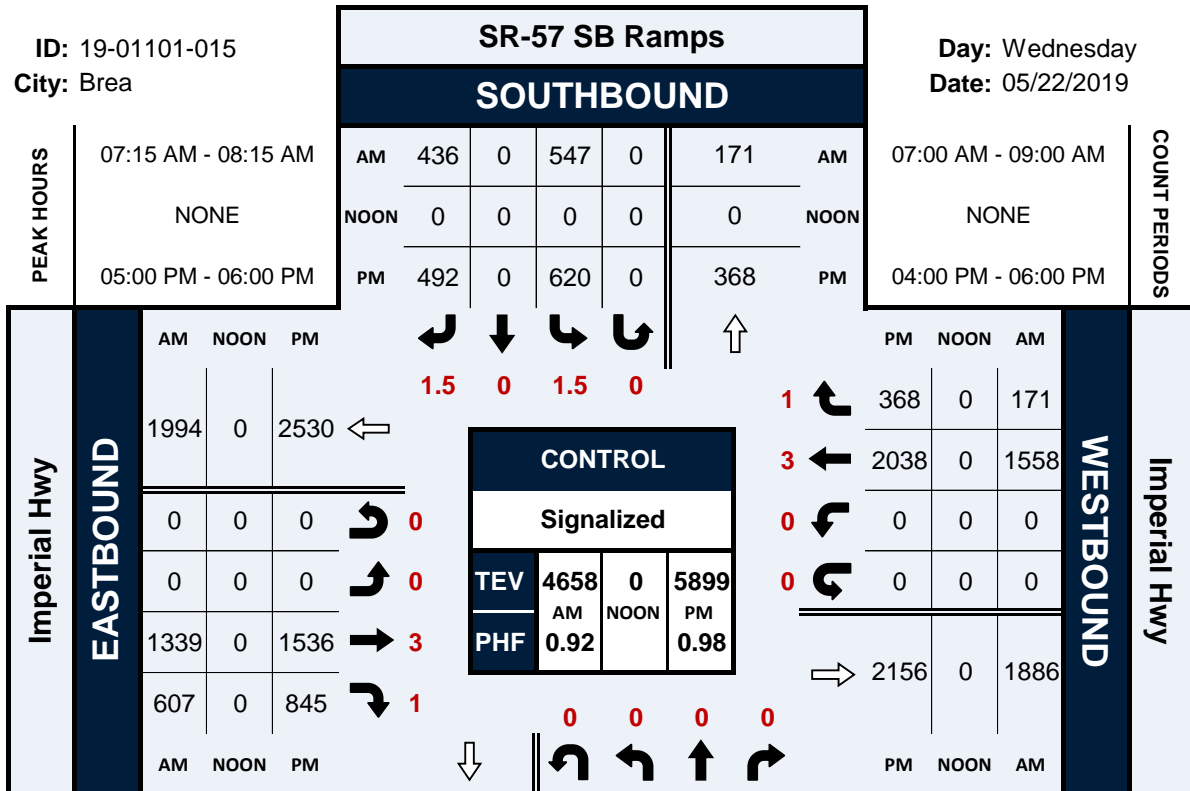 ID: 19-01101-015
City: Brea
SR-57 SB Ramps
SOUTHBOUND
Day: Wednesday
Date: 05/22/2019
PEAK HOURS
07:15 AM - 08:15 AM
NONE
05:00 PM - 06:00 PM
AM 436 0 547 0 171 AM
NOON 0 0 0 0 0 NOON
PM 492 0 620 0 368 PM
07:00 AM - 09:00 AM
NONE
04:00 PM - 06:00 PM
COUNT PERIODS
1.5 0 1.5 0
Imperial Hwy
EASTBOUND
AM NOON PM
1994 0 2530
0 0 0 0
0 0 0 0
1339 0 1536 3
607 0 845 1
AM NOON PM
CONTROL
Signalized
TEV 4658 0 5899
AM NOON PM
PHF 0.92 0.98
PM NOON AM
1 368 0 171
3 2038 0 1558
0 0 0 0
0 0 0 0
2156 0 1886
PM NOON AM
WESTBOUND
Imperial Hwy
0 0 0 0